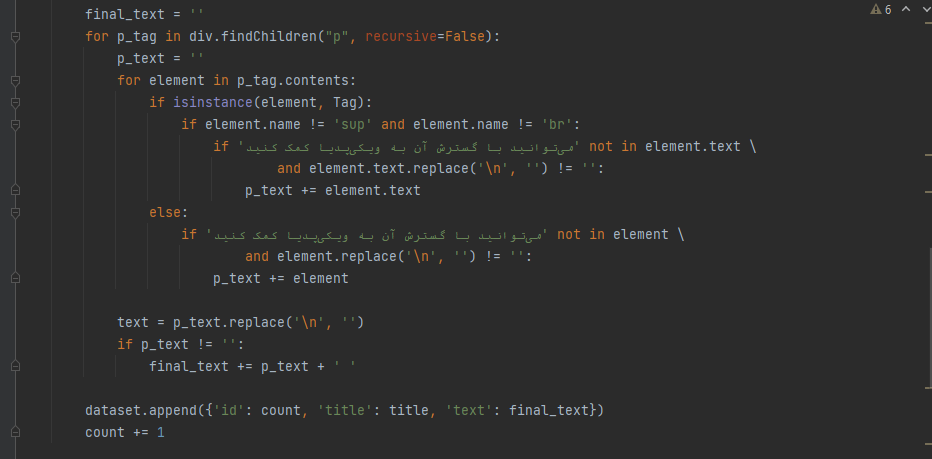 6
final_text = ''
for p_tag in div.findChildren("p", recursive=False):
    p_text = ''
    for element in p_tag.contents:
        if isinstance(element, Tag):
            if element.name != 'sup' and element.name != 'br':
                if 'می‌توانید با گسترش آن به ویکی‌پدیا کمک کنید' not in element.text \
                        and element.text.replace('\n', '') != '':
                    p_text += element.text
        else:
            if 'می‌توانید با گسترش آن به ویکی‌پدیا کمک کنید' not in element \
                    and element.replace('\n', '') != '':
                p_text += element
    text = p_text.replace('\n', '')
    if p_text != '':
        final_text += p_text + ' '
dataset.append({'id': count, 'title': title, 'text': final_text})
count += 1